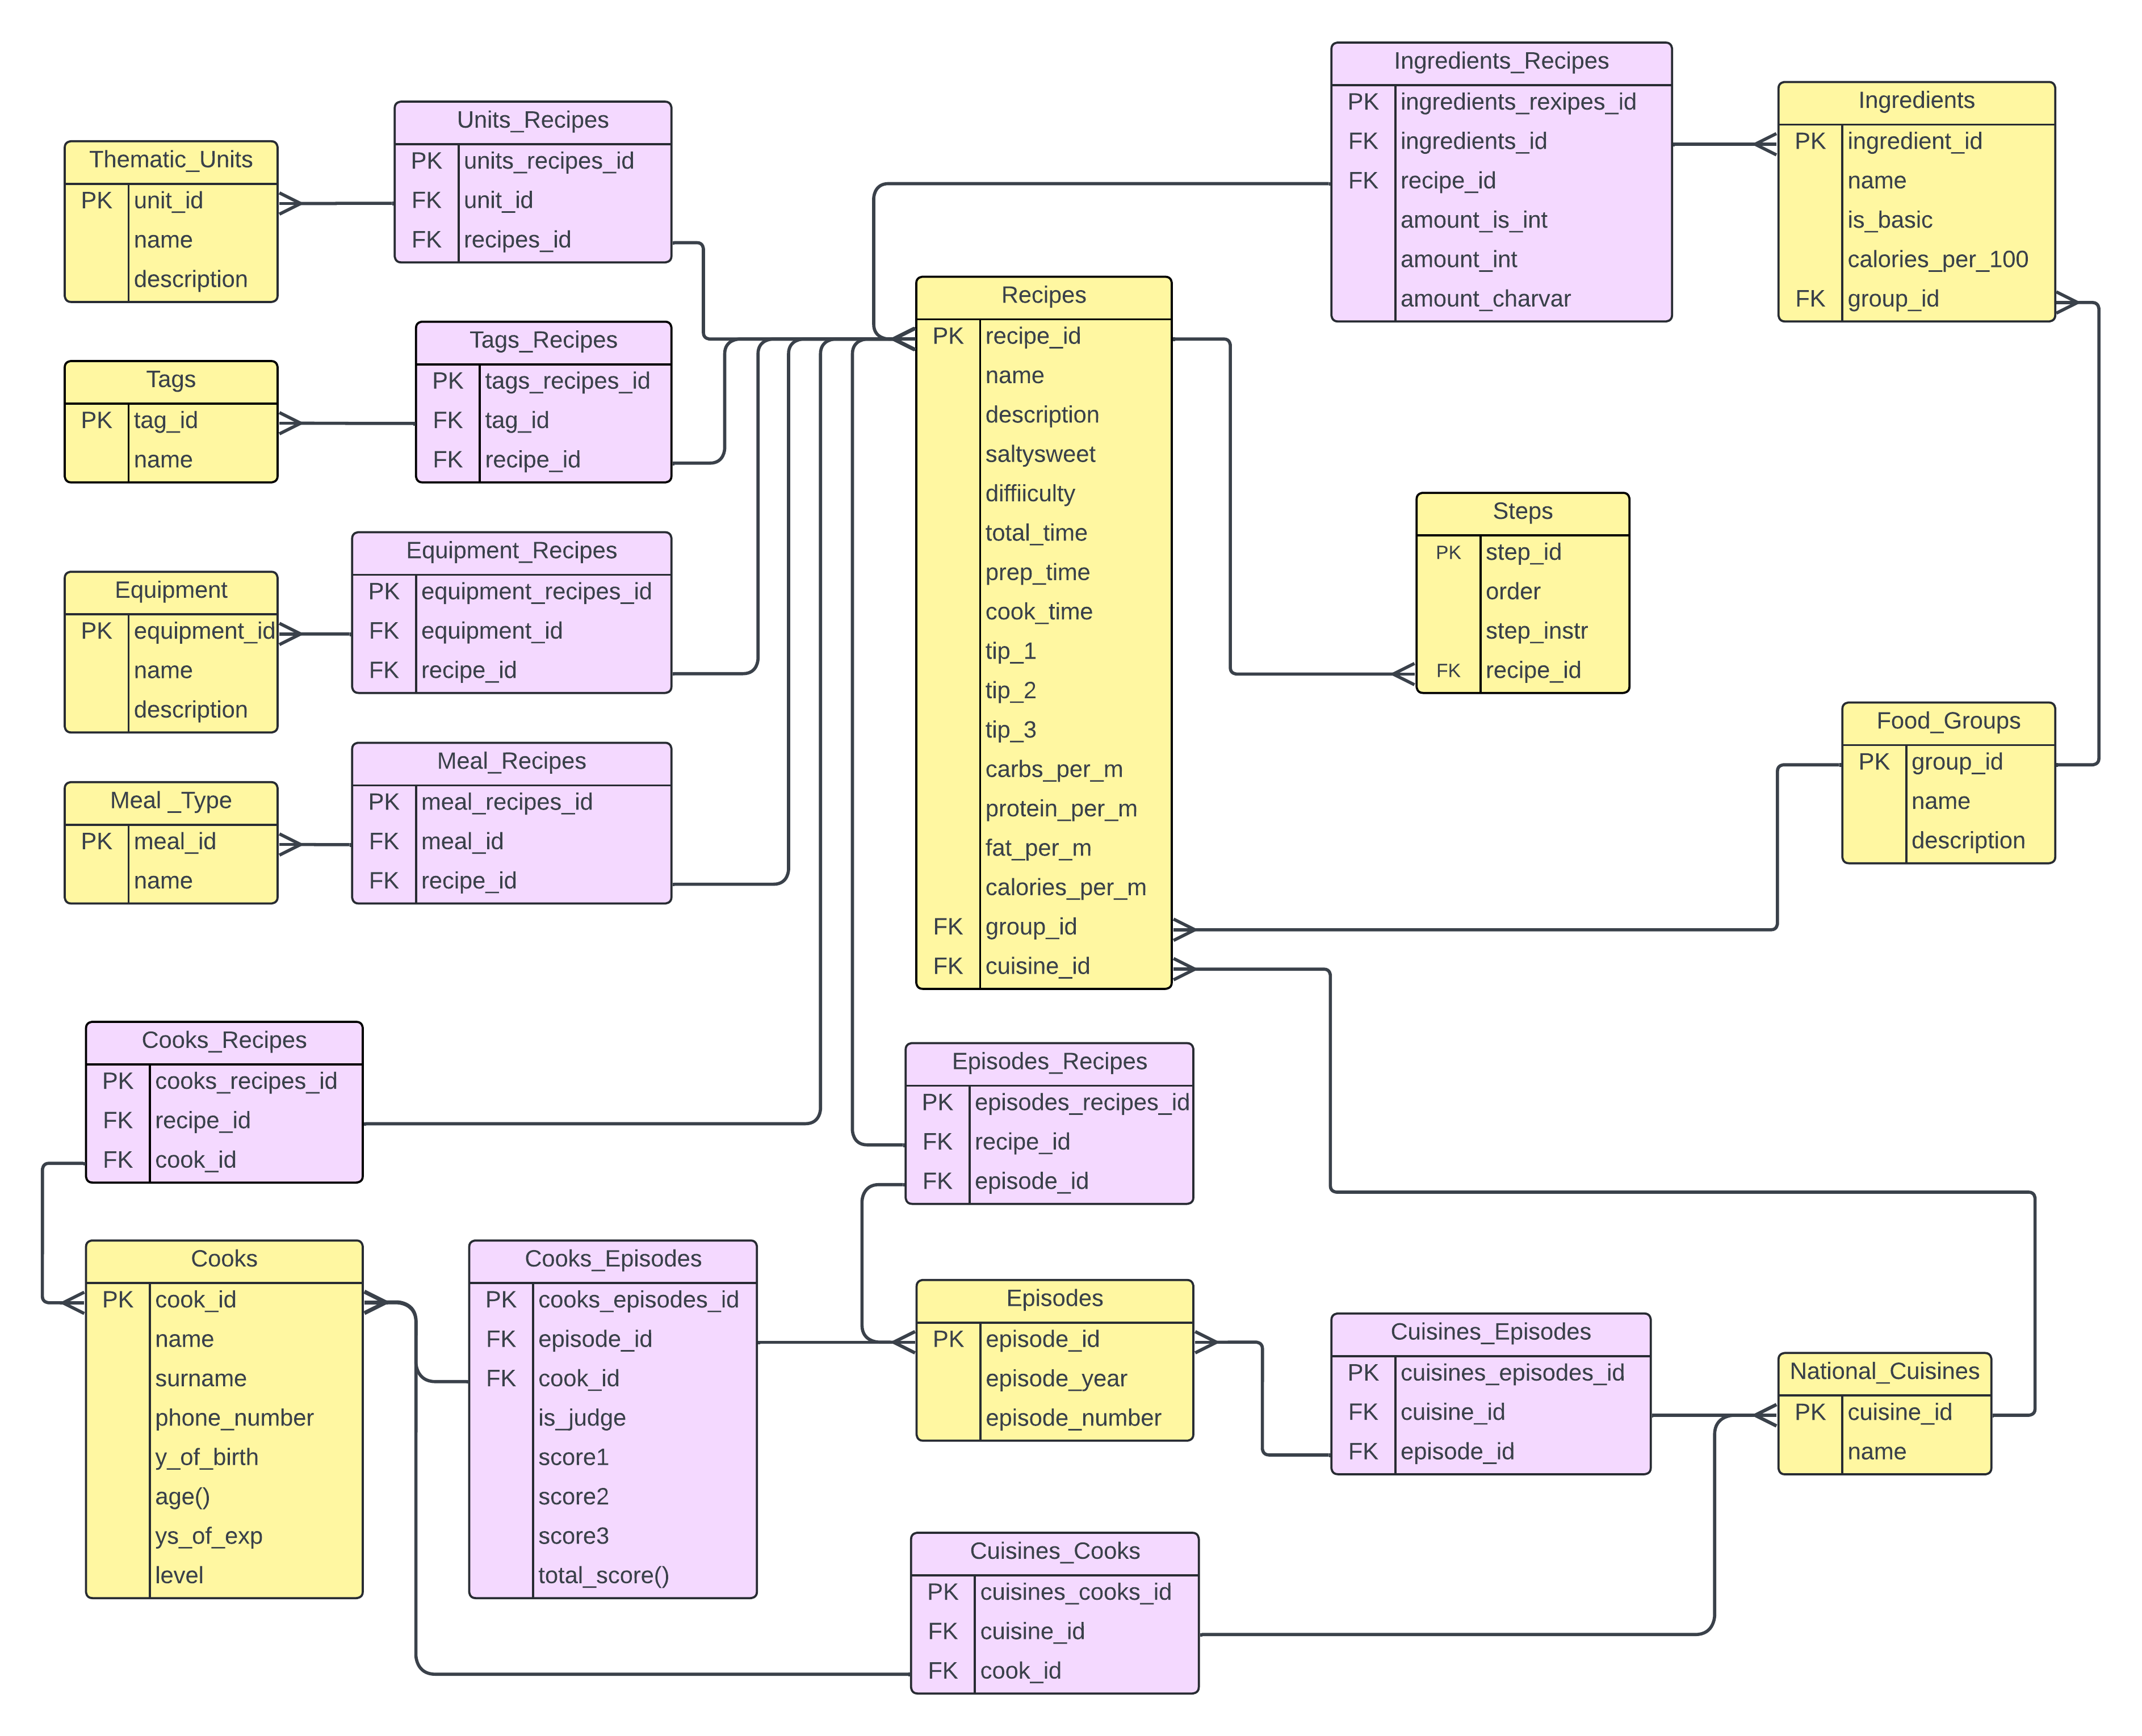 Thematic_Units
PK unit_id
name
description
Units_Recipes
PK units_recipes_id
FK unit_id
FK recipes_id
Tags
PK tag_id
name
Tags_Recipes
PK tags_recipes_id
FK tag_id
FK recipe_id
Equipment
PK equipment_id
name
description
Equipment_Recipes
PK equipment_recipes_id
FK equipment_id
FK recipe_id
Meal _Type
PK meal_id
name
Meal_Recipes
PK meal_recipes_id
FK meal_id
FK recipe_id
Recipes
PK recipe_id
name
description
saltysweet
diffiiculty
total_time
prep_time
cook_time
tip_1
tip_2
tip_3
carbs_per_m
protein_per_m
fat_per_m
calories_per_m
FK group_id
FK cuisine_id
Ingredients_Recipes
PK ingredients_rexipes_id
FK ingredients_id
FK recipe_id
amount_is_int
amount_int
amount_charvar
Ingredients
PK ingredient_id
name
is_basic
calories_per_100
FK group_id
Steps
PK step_id
order
step_instr
FK recipe_id
Food_Groups
PK group_id
name
description
Cooks_Recipes
PK cooks_recipes_id
FK recipe_id
FK cook_id
Cooks
PK cook_id
name
surname
phone_number
y_of_birth
age()
ys_of_exp
level
Cooks_Episodes
PK cooks_episodes_id
FK episode_id
FK cook_id
is_judge
score1
score2
score3
total_score()
Episodes_Recipes
PK episodes_recipes_id
FK recipe_id
FK episode_id
Episodes
PK episode_id
episode_year
episode_number
Cuisines_Episodes
PK cuisines_episodes_id
FK cuisine_id
FK episode_id
National_Cuisines
PK cuisine_id
name
Cuisines_Cooks
PK cuisines_cooks_id
FK cuisine_id
FK cook_id